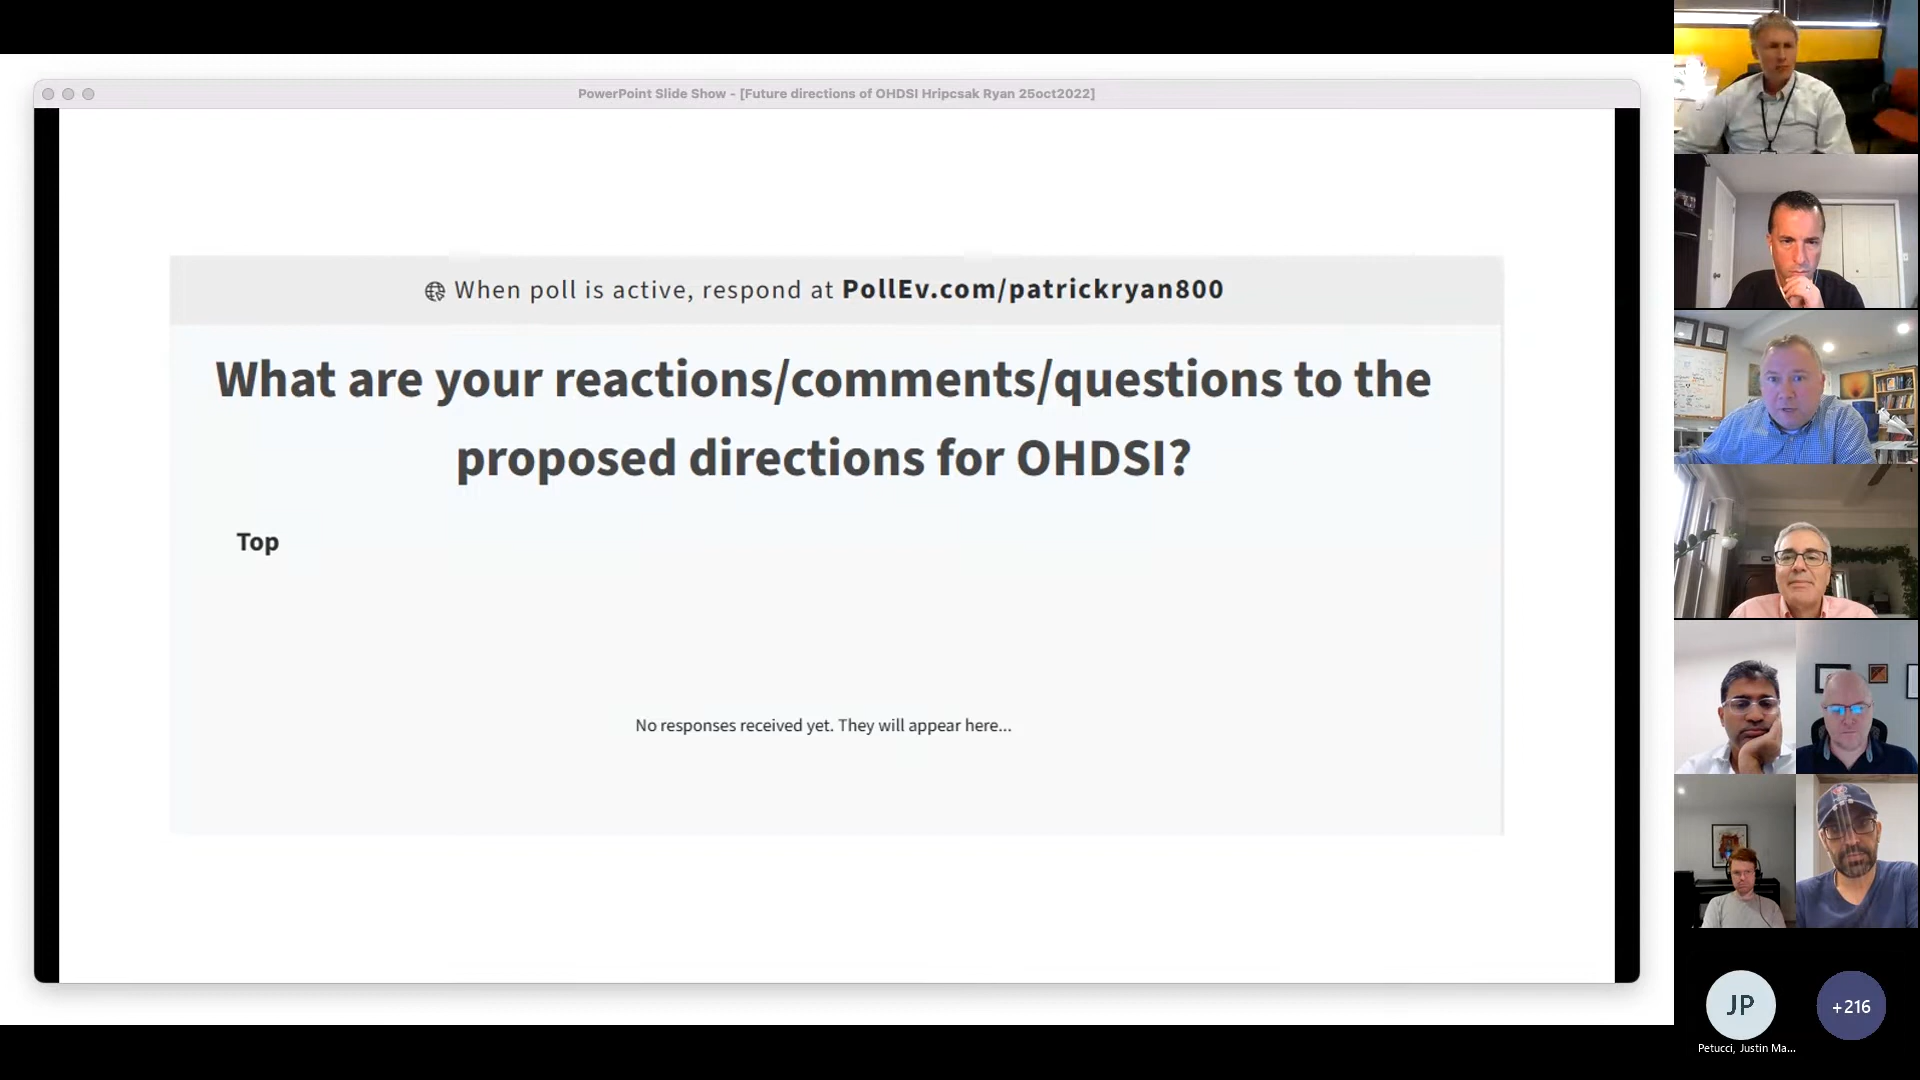 PowerPoint Slide Show - [Future directions of OHDSI Hripcsak Ryan 25oct2022]
When poll is active, respond at PollEv.com/patrickryan800
What are your reactions/comments/questions to the
proposed directions for OHDSI?
Top
No responses received yet. They will appear here...
JP
+216
Petucci, Justin Ma...